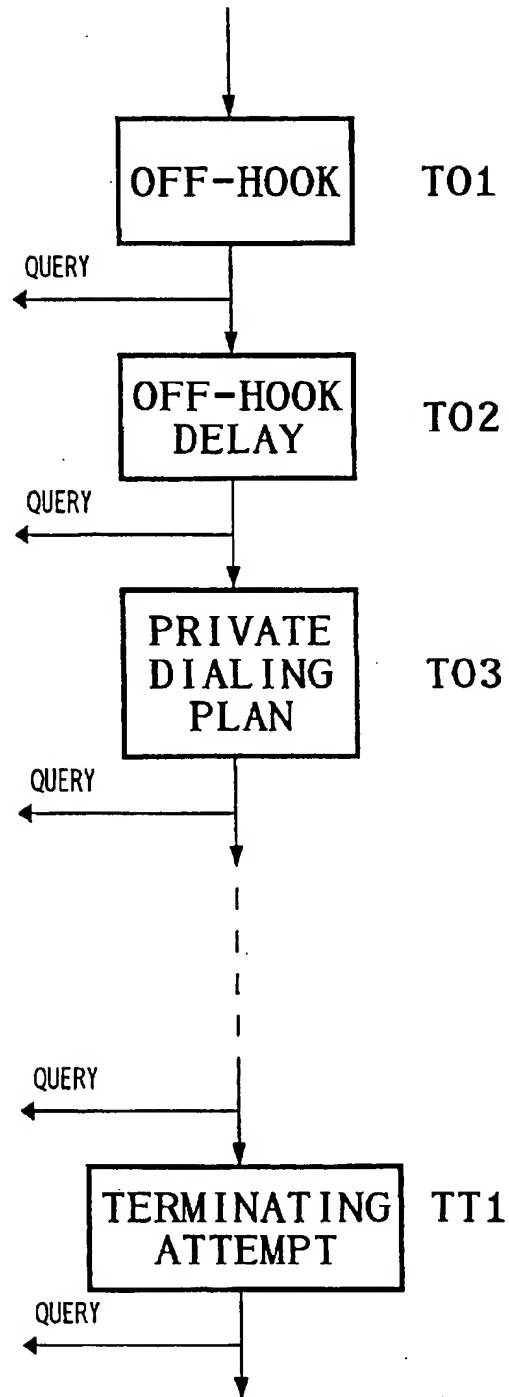 OFF-HOOK TO1
QUERY
OFF-HOOK
DELAY TO2
QUERY
PRIVATE
DIALING TO3
PLAN
QUERY
QUERY
TERMINATING TT1
ATTEMPT
QUERY